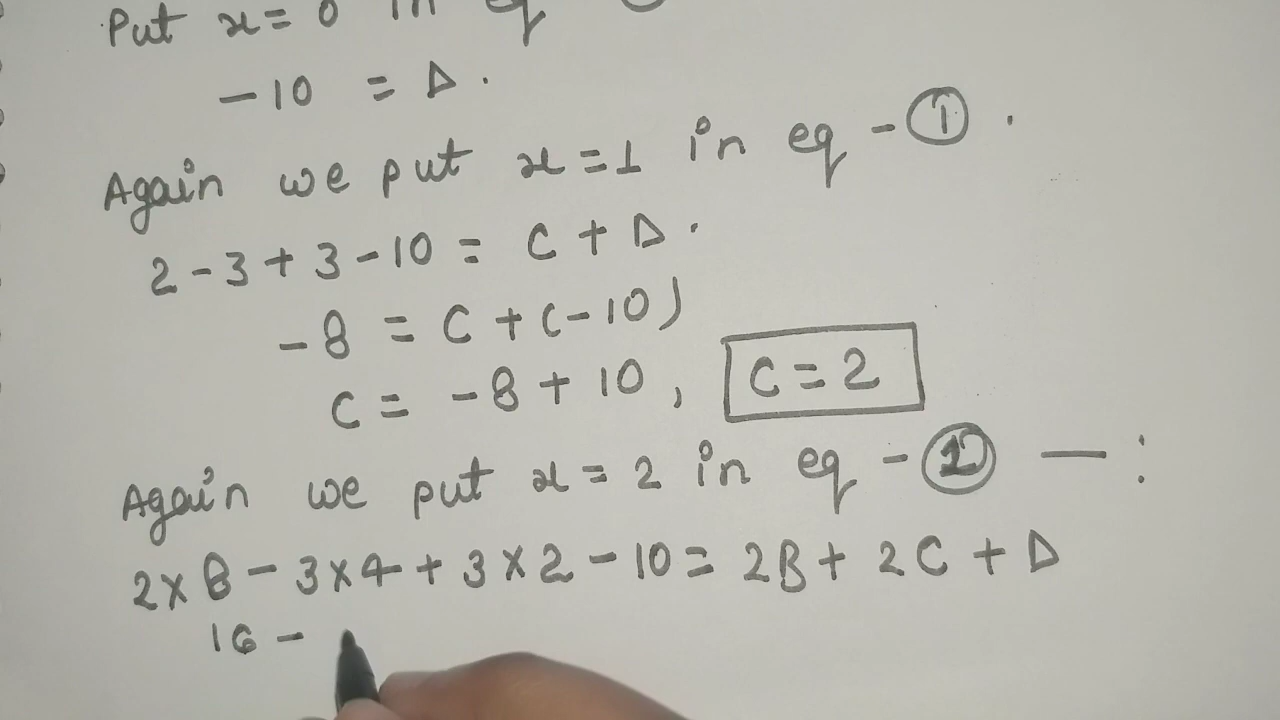 Put x = 0 in eq
- 10 = D.
Again we put x = 1 in eq - ① .
2 - 3 + 3 - 10 = C + D.
- 8 = C + (- 10)
C = - 8 + 10 , C = 2
Again we put x = 2 in eq - ① — :
2 × 8 - 3 × 4 + 3 × 2 - 10 = 2B + 2C + D
16 -